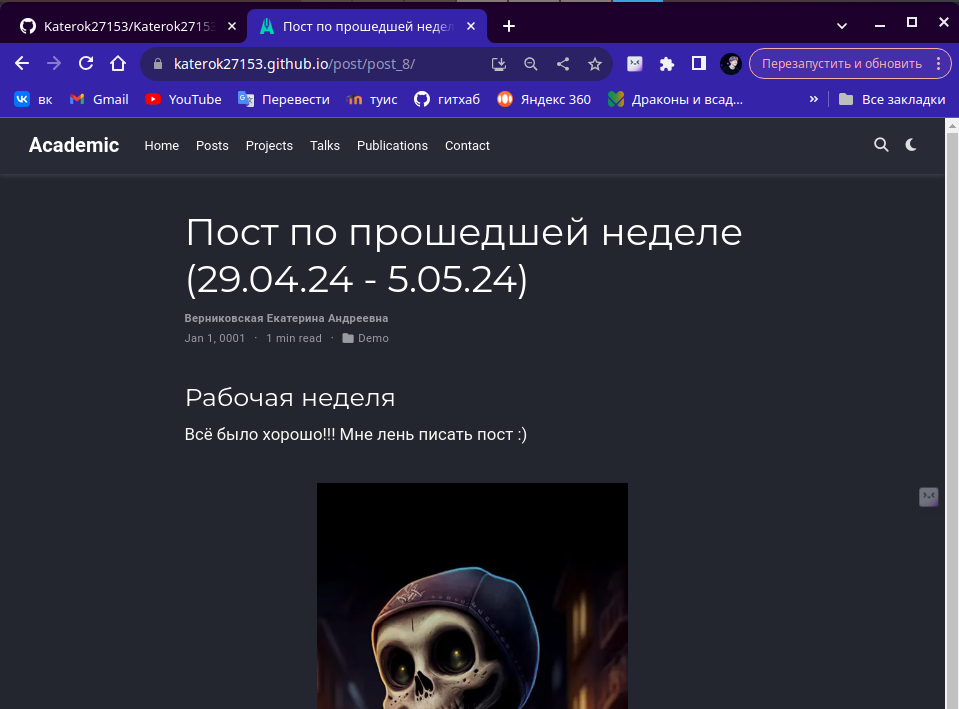 Katerok27153/Katerok27153
Пост по прошедшей недел
katerok27153.github.io/post/post_8/
Перезапустить и обновить
вк
Gmail
YouTube
Перевести
туис
гитхаб
Яндекс 360
Драконы и всад...
»
Все закладки
Academic
Home
Posts
Projects
Talks
Publications
Contact
Пост по прошедшей неделе
(29.04.24 - 5.05.24)
Верниковская Екатерина Андреевна
Jan 1, 0001 · 1 min read · Demo
Рабочая неделя
Всё было хорошо!!! Мне лень писать пост :)